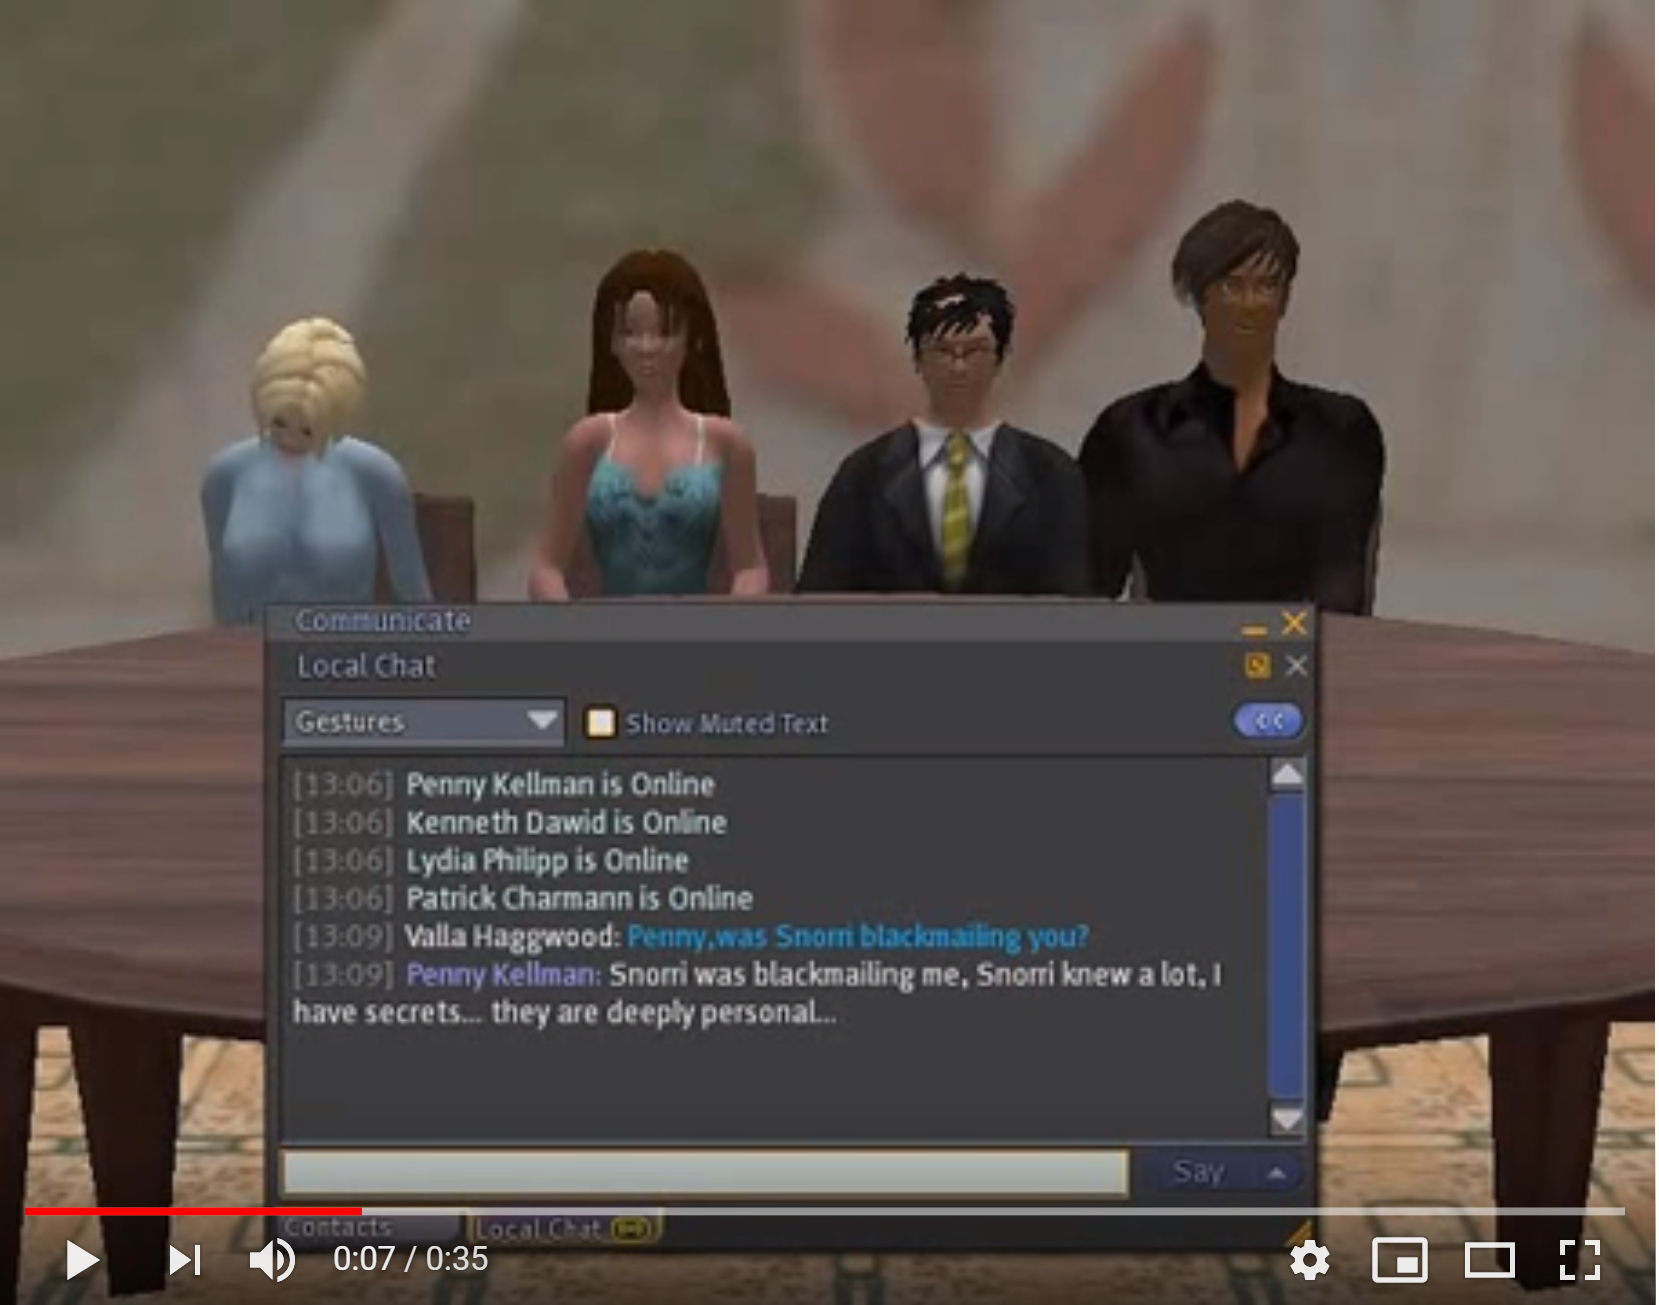 Communicate
Local Chat
Gestures
Show Muted Text
[13:06] Penny Kellman is Online
[13:06] Kenneth Dawid is Online
[13:06] Lydia Philipp is Online
[13:06] Patrick Charmann is Online
[13:09] Valla Haggwood: Penny,was Snorri blackmailing you?
[13:09] Penny Kellman: Snorri was blackmailing me, Snorri knew a lot, I
have secrets... they are deeply personal...
Say
Contacts
Local Chat
0:07 / 0:35